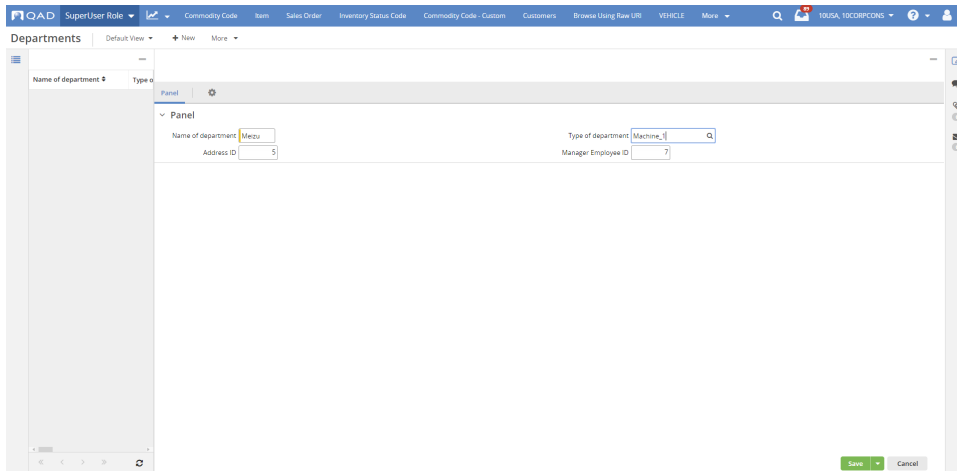 QAD SuperUser Role Commodity Code Item Sales Order Inventory Status Code Commodity Code - Custom Customers Browse Using Raw URI VEHICLE More 89 10USA, 10CORPCONS ?
Departments Default View + New More
Name of department Type o
Panel
Panel
Name of department Meizu Type of department Machine_1
Address ID 5 Manager Employee ID 7
Save Cancel